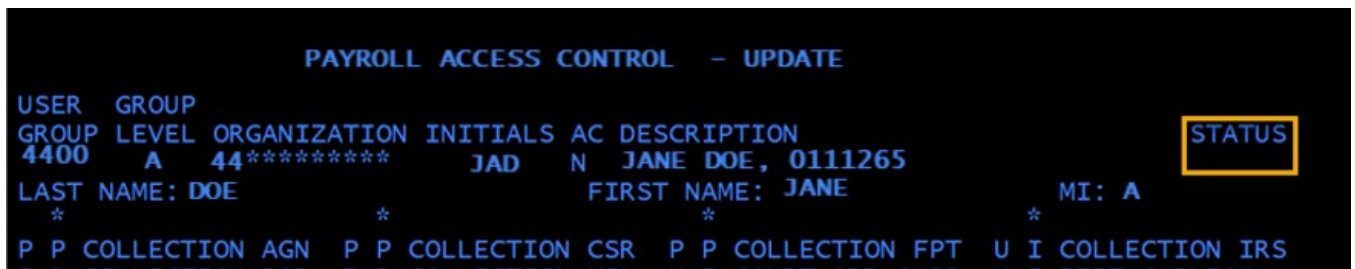 PAYROLL ACCESS CONTROL - UPDATE
USER GROUP
GROUP LEVEL ORGANIZATION INITIALS AC DESCRIPTION STATUS
4400 A 44********* JAD N JANE DOE, 0111265
LAST NAME: DOE FIRST NAME: JANE MI: A
* * * *
P P COLLECTION AGN P P COLLECTION CSR P P COLLECTION FPT U I COLLECTION IRS